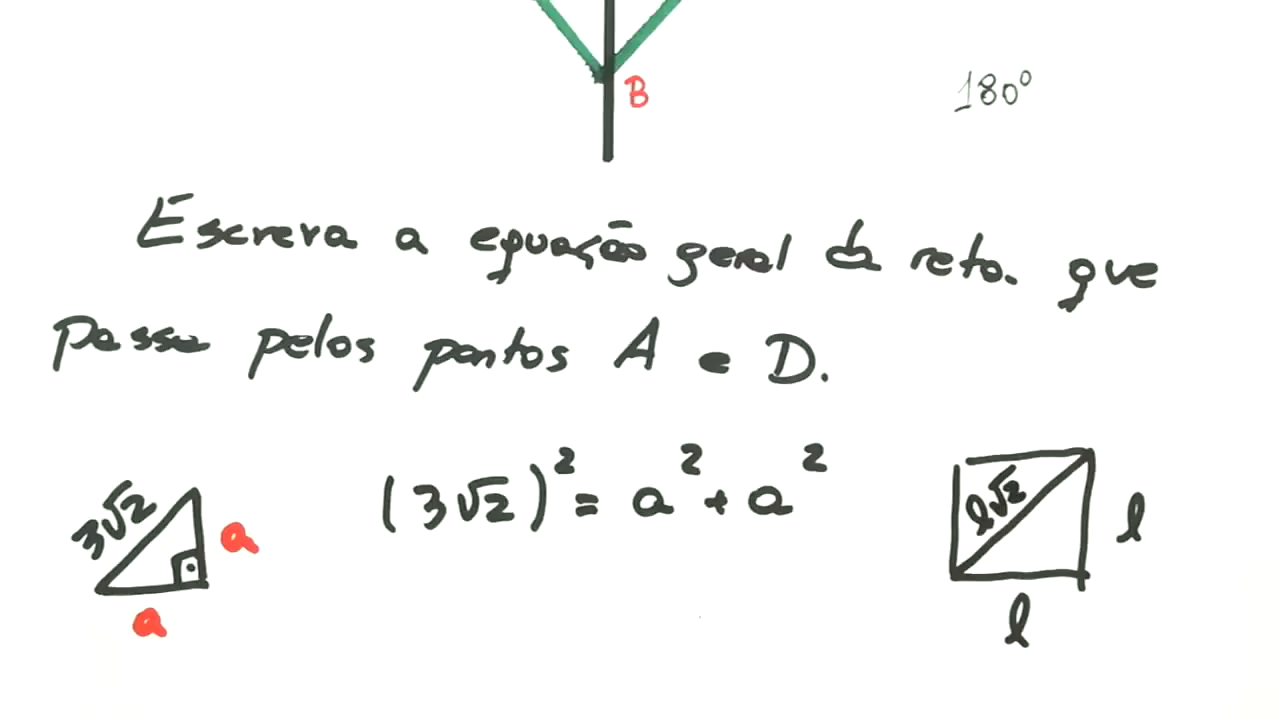 B
180°
Escreva a equação geral da reta que
passa pelos pontos A e D.
3√2
a
a
(3√2)² = a² + a²
l√2
l
l